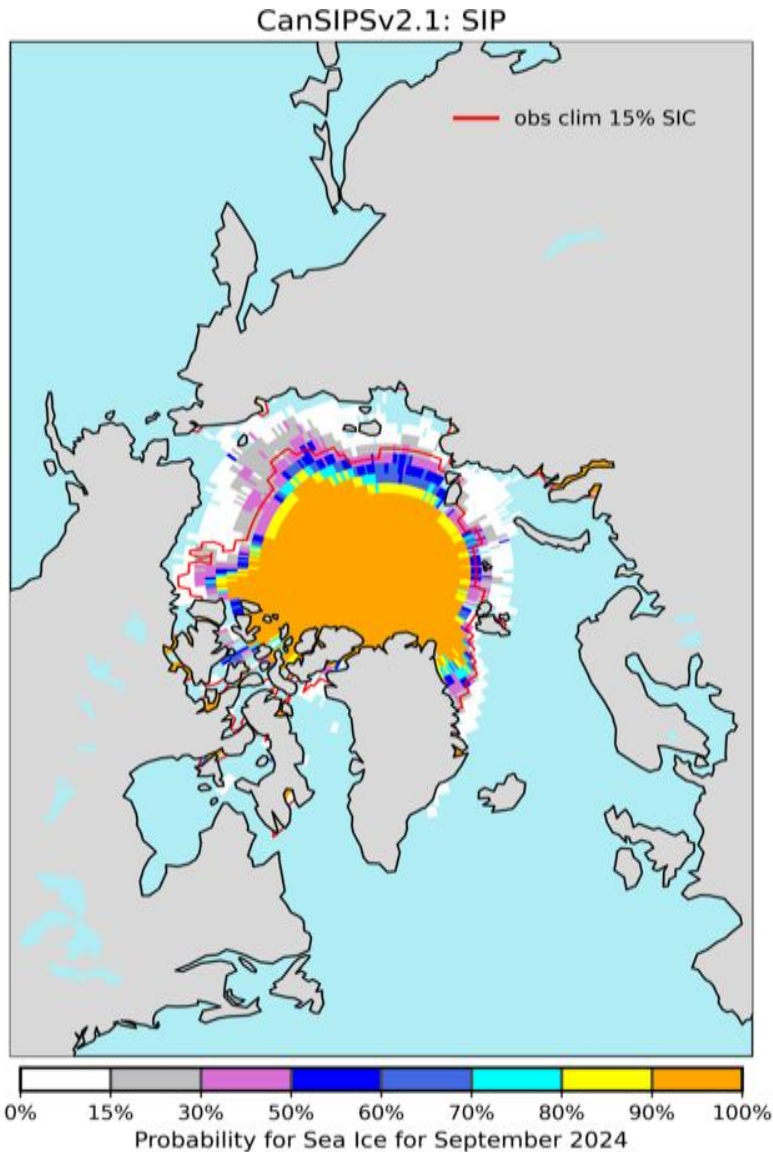 CanSIPSv2.1: SIP
obs clim 15% SIC
0% 15% 30% 50% 60% 70% 80% 90% 100%
Probability for Sea Ice for September 2024